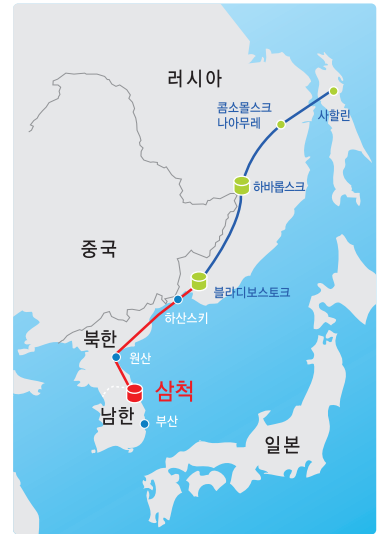 러시아
콤소몰스크
나아무레
사할린
하바롭스크
중국
블라디보스토크
하산스키
북한
원산
삼척
남한
부산
일본